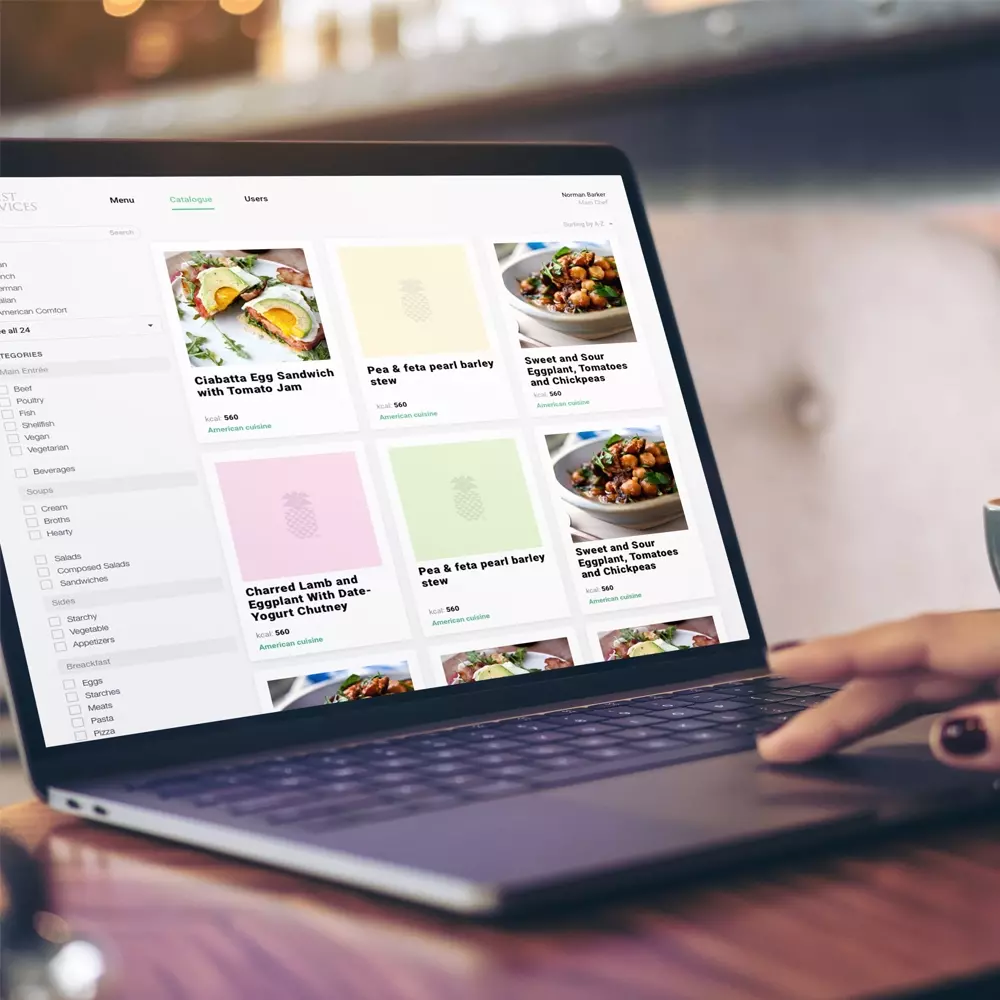 ST
VICES
Menu
Catalogue
Users
Norman Barker
Main Chef
Search
Sorting by A-Z
American Comfort
See all 24
CATEGORIES
Main Entrée
Beef
Poultry
Fish
Shellfish
Vegan
Vegetarian
Beverages
Soups
Cream
Broths
Hearty
Salads
Composed Salads
Sandwiches
Sides
Starchy
Vegetable
Appetizers
Breakfast
Eggs
Starches
Meats
Pasta
Pizza
Ciabatta Egg Sandwich
with Tomato Jam
kcal: 560
American cuisine
Pea & feta pearl barley
stew
kcal: 560
American cuisine
Sweet and Sour
Eggplant, Tomatoes
and Chickpeas
kcal: 560
American cuisine
Charred Lamb and
Eggplant With Date-
Yogurt Chutney
kcal: 560
American cuisine
Pea & feta pearl barley
stew
kcal: 560
American cuisine
Sweet and Sour
Eggplant, Tomatoes
and Chickpeas
kcal: 560
American cuisine